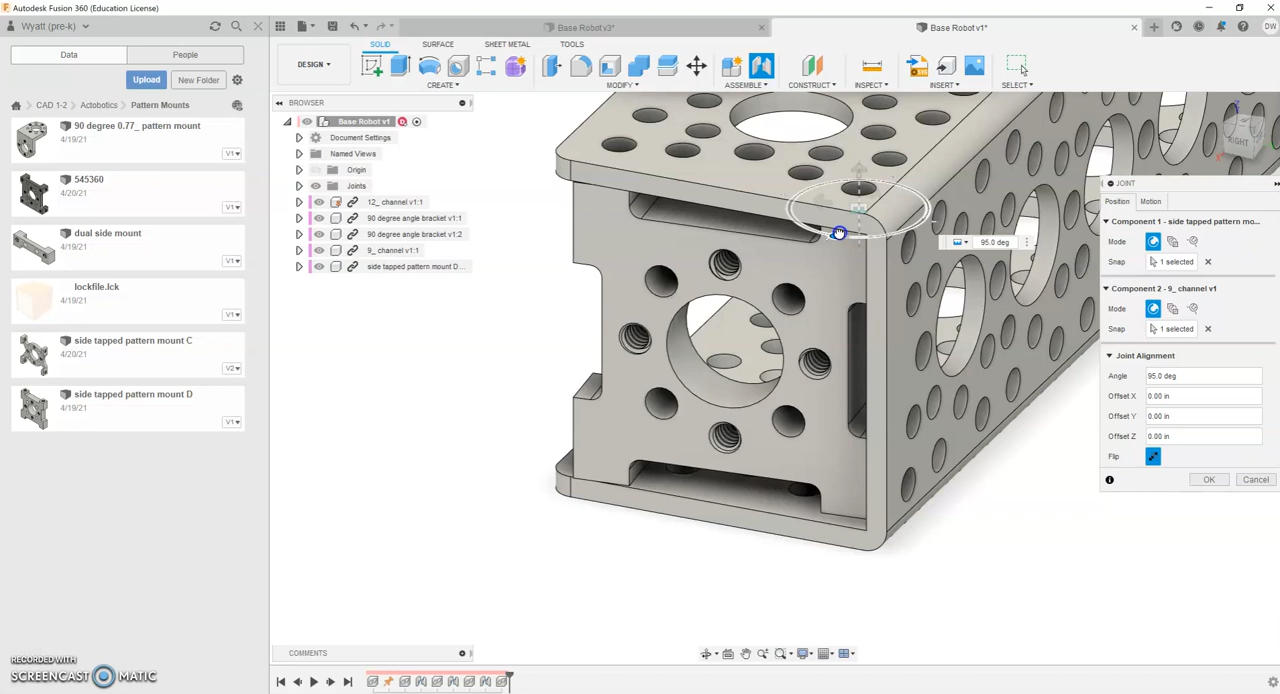 Autodesk Fusion 360 (Education License)
Wyatt (pre-k)
Base Robot v3*
Base Robot v1*
DW
Data
People
Upload
New Folder
CAD 1-2
Actobotics
Pattern Mounts
90 degree 0.77_ pattern mount
4/19/21
V1
545360
4/20/21
V1
dual side mount
4/19/21
V1
lockfile.lck
V1
side tapped pattern mount C
4/20/21
V2
side tapped pattern mount D
4/19/21
V1
DESIGN
SOLID
SURFACE
SHEET METAL
TOOLS
CREATE
MODIFY
ASSEMBLE
CONSTRUCT
INSPECT
INSERT
SELECT
BROWSER
Base Robot v1
Document Settings
Named Views
Origin
Joints
12_ channel v1:1
90 degree angle bracket v1:1
90 degree angle bracket v1:2
9_ channel v1:1
side tapped pattern mount D...
RIGHT
Z
95.0 deg
JOINT
Position
Motion
Component 1 - side tapped pattern mo...
Mode
Snap
1 selected
Component 2 - 9_ channel v1
Mode
Snap
1 selected
Joint Alignment
Angle
95.0 deg
Offset X
0.00 in
Offset Y
0.00 in
Offset Z
0.00 in
Flip
OK
Cancel
COMMENTS
RECORDED WITH
SCREENCAST
MATIC